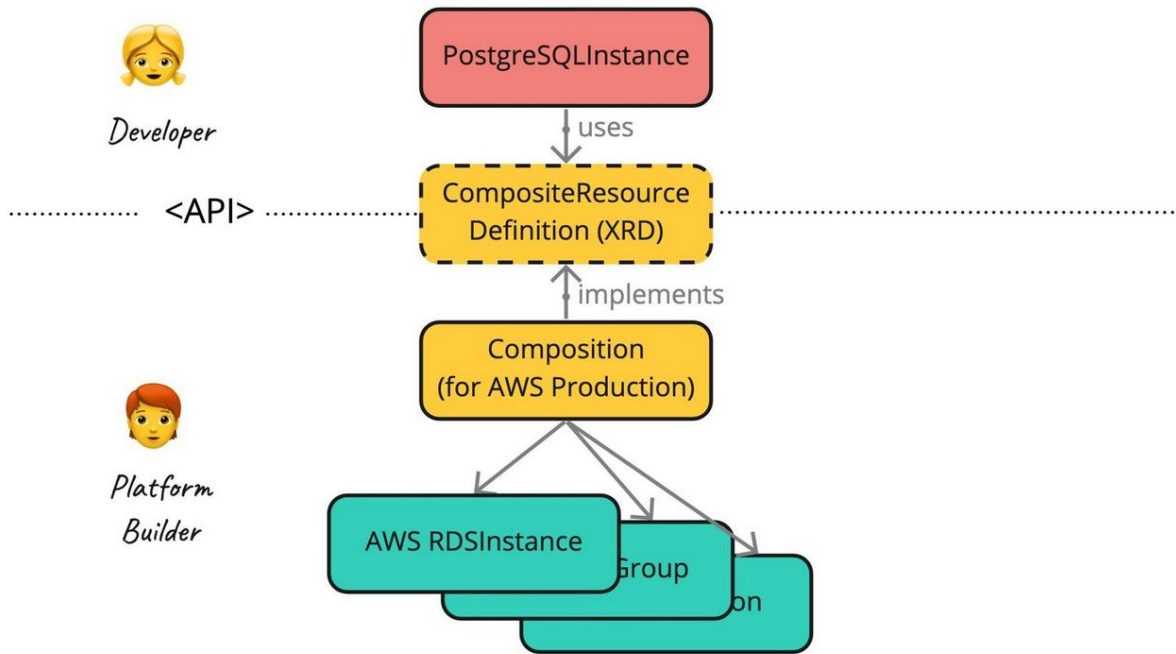 PostgreSQLInstance
Developer
uses
<API>
CompositeResource
Definition (XRD)
implements
Composition
(for AWS Production)
Platform
Builder
AWS RDSInstance
Group
on